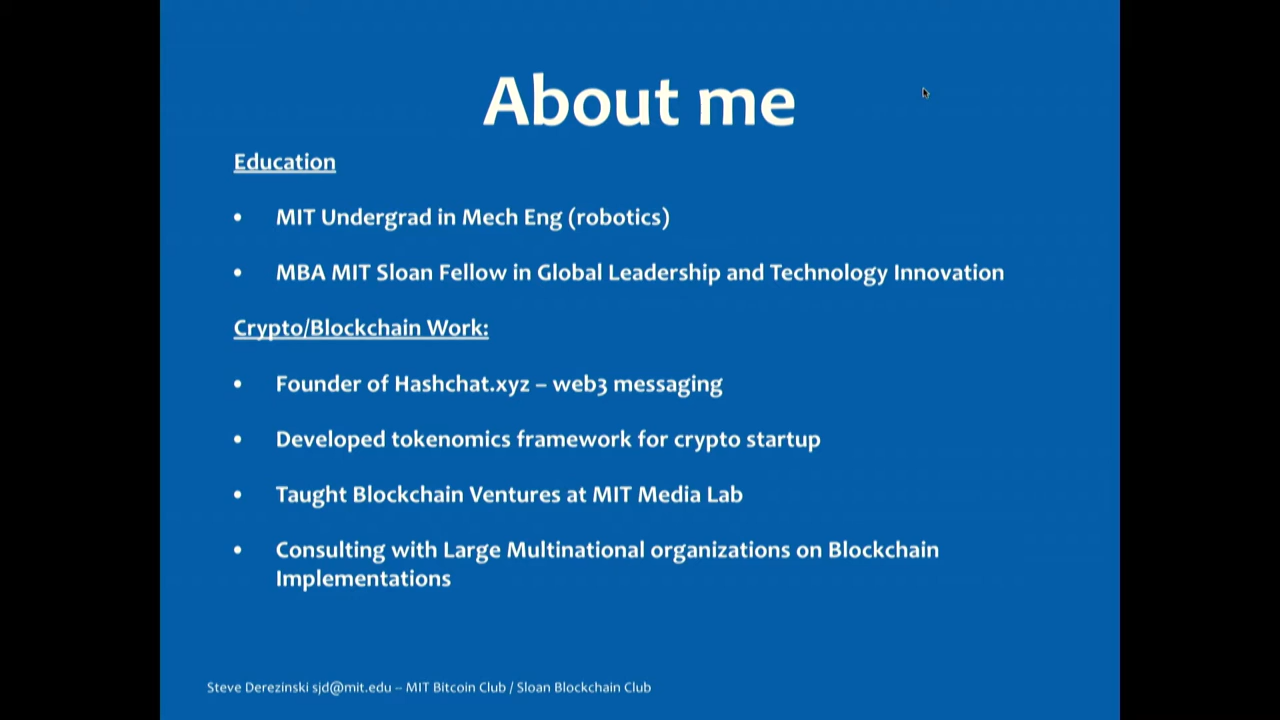 About me
Education
• MIT Undergrad in Mech Eng (robotics)
• MBA MIT Sloan Fellow in Global Leadership and Technology Innovation
Crypto/Blockchain Work:
• Founder of Hashchat.xyz – web3 messaging
• Developed tokenomics framework for crypto startup
• Taught Blockchain Ventures at MIT Media Lab
• Consulting with Large Multinational organizations on Blockchain
Implementations
Steve Derezinski sjd@mit.edu – MIT Bitcoin Club / Sloan Blockchain Club